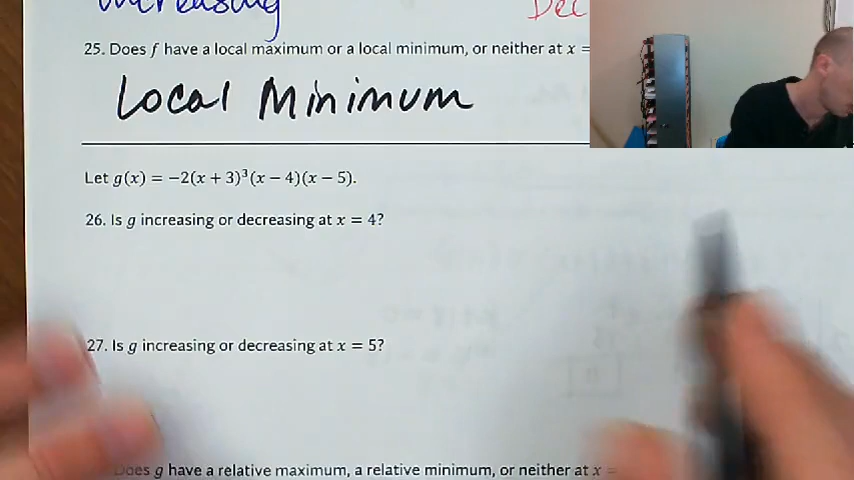 increasing
Dec
25. Does f have a local maximum or a local minimum, or neither at x =
Local Minimum
Let g(x) = −2(x + 3)³(x − 4)(x − 5).
26. Is g increasing or decreasing at x = 4?
27. Is g increasing or decreasing at x = 5?
Does g have a relative maximum, a relative minimum, or neither at x =